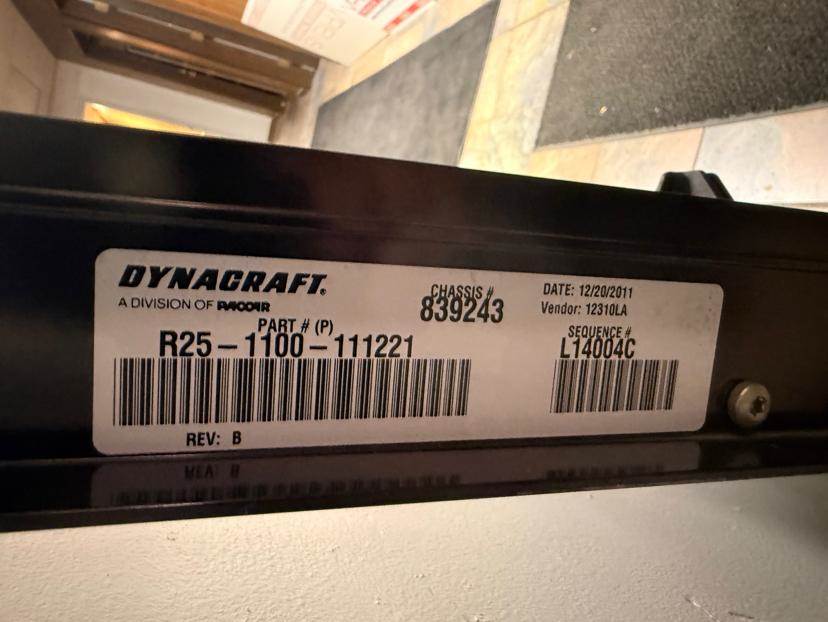 DYNACRAFT.
A DIVISION OF PACCAR
CHASSIS #
839243
DATE: 12/20/2011
Vendor: 12310LA
PART # (P)
R25-1100-111221
SEQUENCE #
L14004C
REV: B